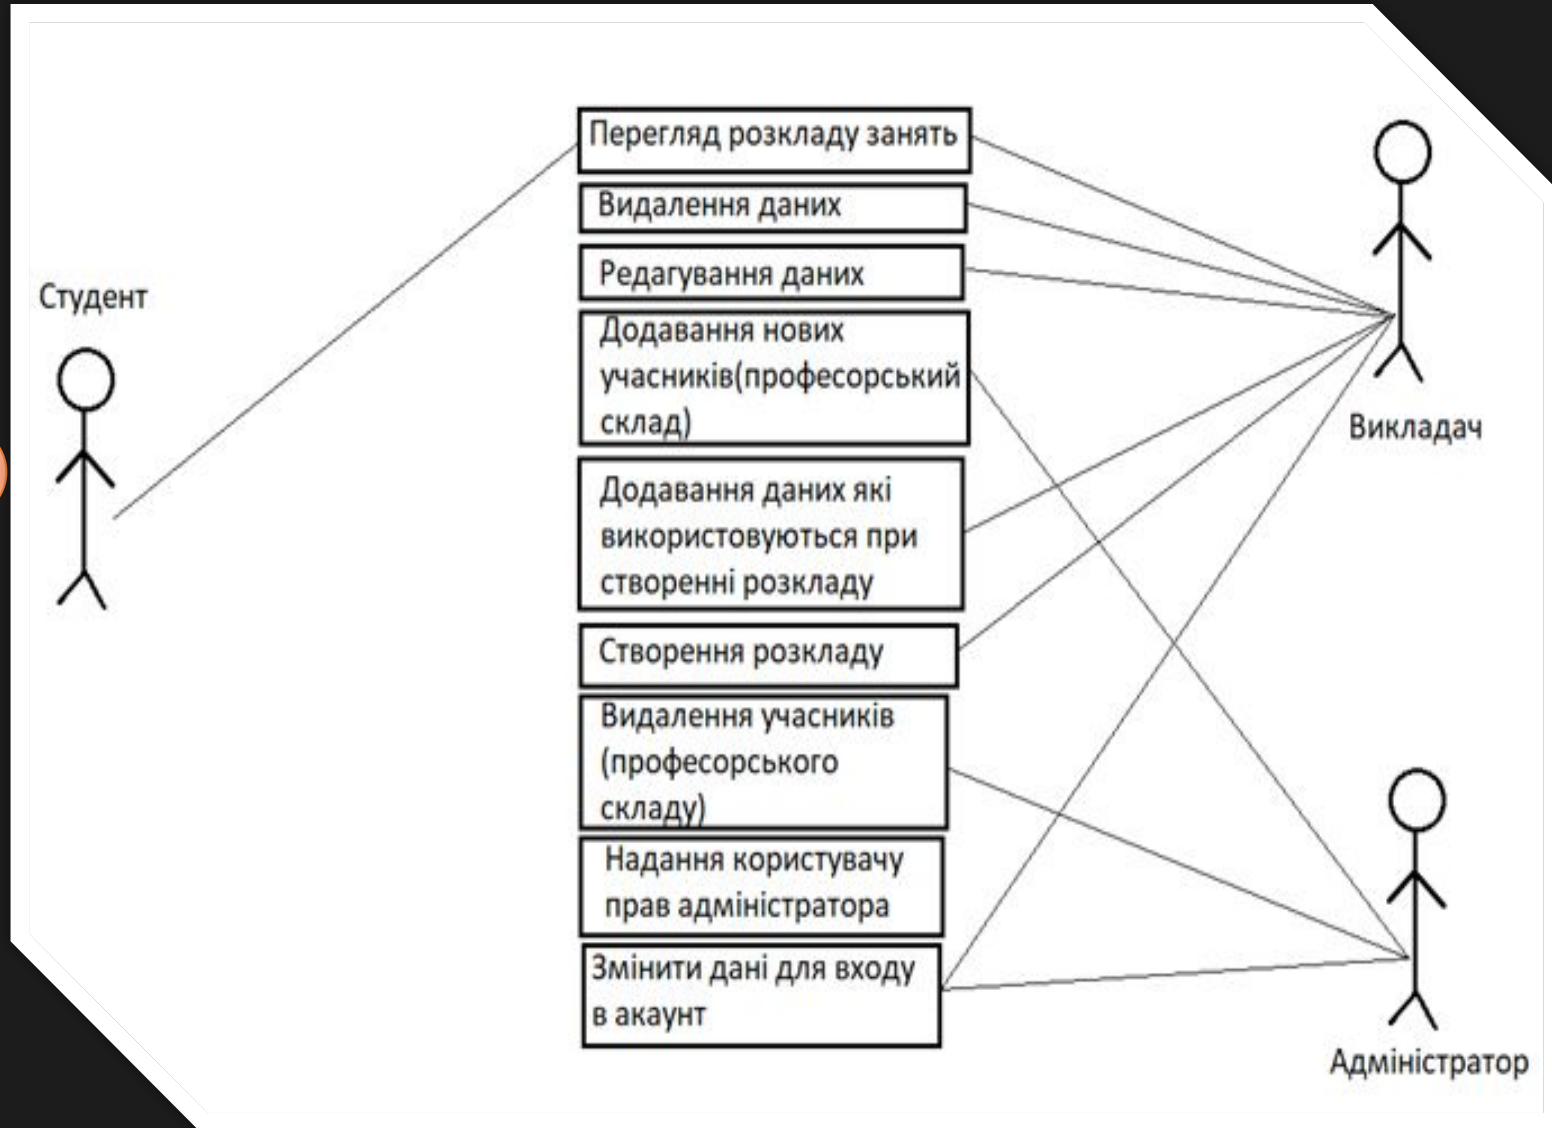 Студент
Перегляд розкладу занять
Видалення даних
Редагування даних
Додавання нових
учасників(професорський
склад)
Додавання даних які
використовуються при
створенні розкладу
Створення розкладу
Видалення учасників
(професорського
складу)
Надання користувачу
прав адміністратора
Змінити дані для входу
в акаунт
Викладач
Адміністратор